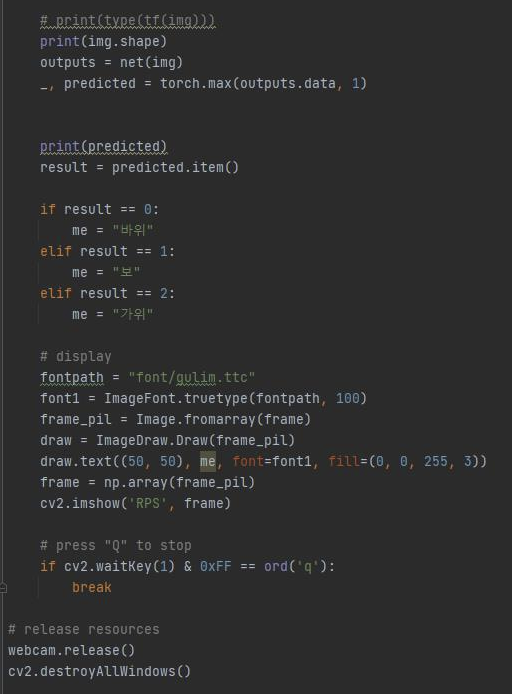 # print(type(tf(img)))
print(img.shape)
outputs = net(img)
_, predicted = torch.max(outputs.data, 1)
print(predicted)
result = predicted.item()
if result == 0:
me = "바위"
elif result == 1:
me = "보"
elif result == 2:
me = "가위"
# display
fontpath = "font/gulim.ttc"
font1 = ImageFont.truetype(fontpath, 100)
frame_pil = Image.fromarray(frame)
draw = ImageDraw.Draw(frame_pil)
draw.text((50, 50), me, font=font1, fill=(0, 0, 255, 3))
frame = np.array(frame_pil)
cv2.imshow('RPS', frame)
# press "Q" to stop
if cv2.waitKey(1) & 0xFF == ord('q'):
break
# release resources
webcam.release()
cv2.destroyAllWindows()